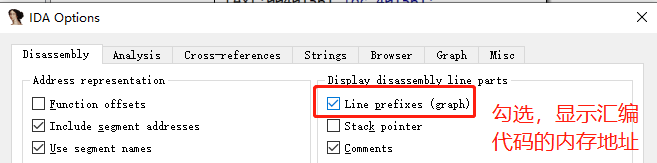 IDA Options
Disassembly Analysis Cross-references Strings Browser Graph Misc
Address representation
Function offsets
Include segment addresses
Use segment names
Display disassembly line parts
Line prefixes (graph)
Stack pointer
Comments
勾选，显示汇编
代码的内存地址